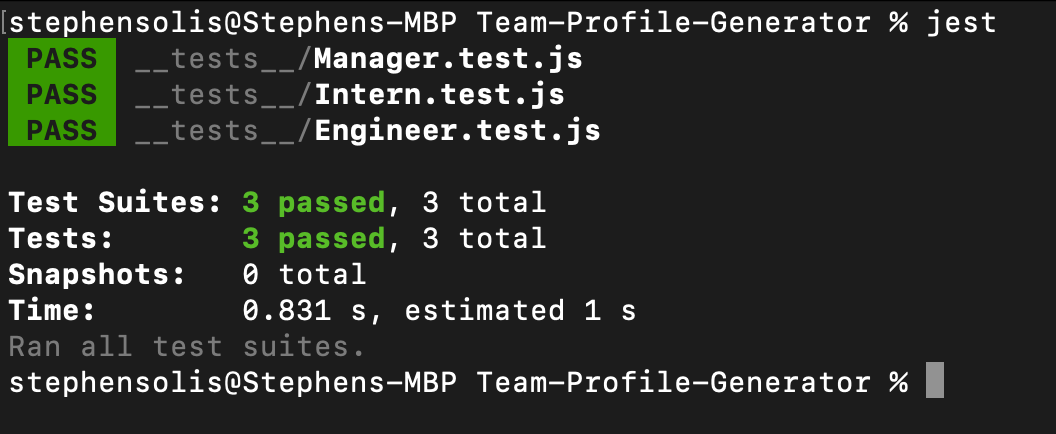 [stephensolis@Stephens-MBP Team-Profile-Generator % jest
PASS __tests__/Manager.test.js
PASS __tests__/Intern.test.js
PASS __tests__/Engineer.test.js
Test Suites: 3 passed, 3 total
Tests: 3 passed, 3 total
Snapshots: 0 total
Time: 0.831 s, estimated 1 s
Ran all test suites.
stephensolis@Stephens-MBP Team-Profile-Generator %